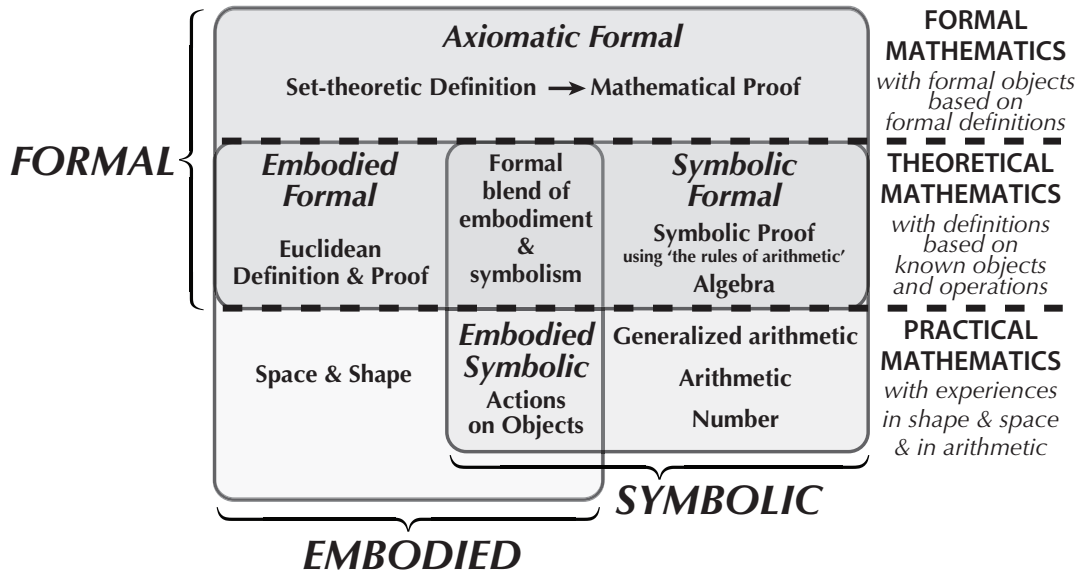 FORMAL
Axiomatic Formal
Set-theoretic Definition → Mathematical Proof
FORMAL
MATHEMATICS
with formal objects
based on
formal definitions
Embodied
Formal
Euclidean
Definition & Proof
Formal
blend of
embodiment
&
symbolism
Symbolic
Formal
Symbolic Proof
using ‘the rules of arithmetic’
Algebra
THEORETICAL
MATHEMATICS
with definitions
based on
known objects
and operations
Space & Shape
Embodied
Symbolic
Actions
on Objects
Generalized arithmetic
Arithmetic
Number
PRACTICAL
MATHEMATICS
with experiences
in shape & space
& in arithmetic
SYMBOLIC
EMBODIED